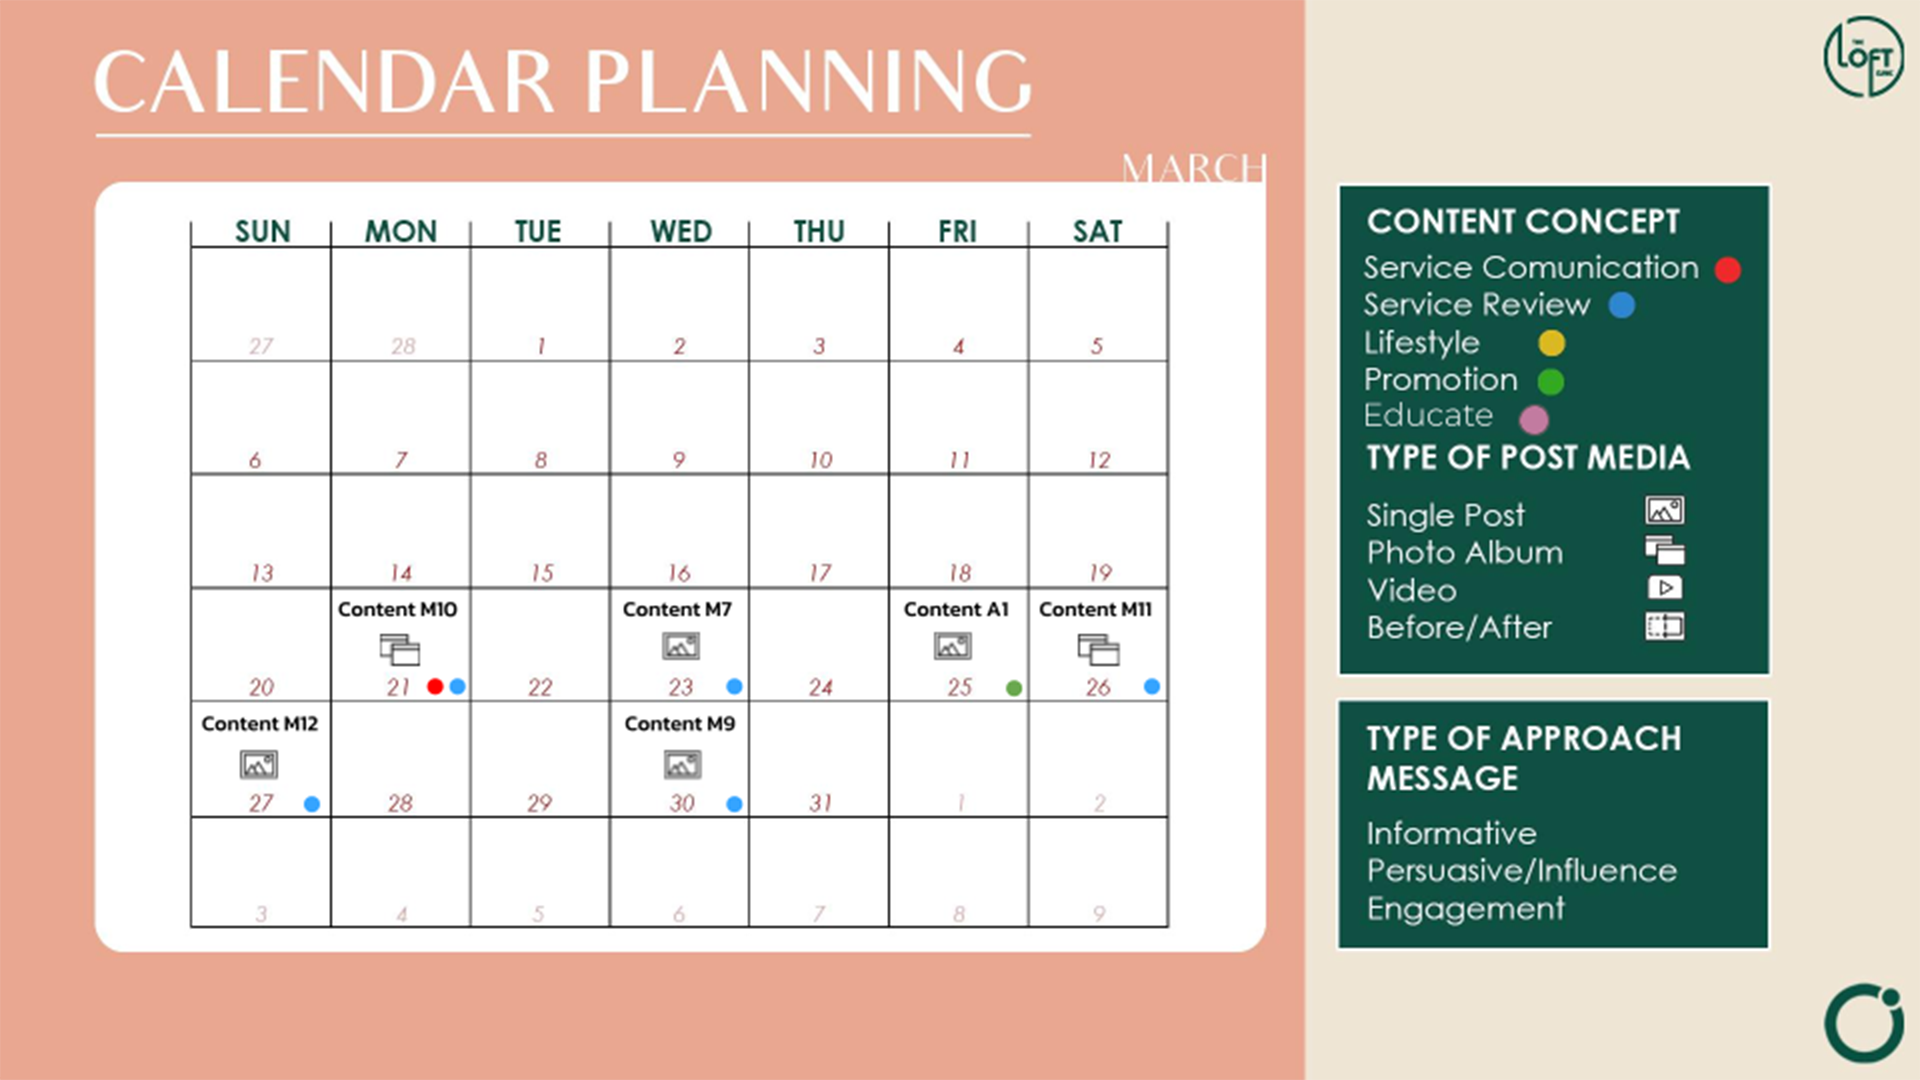 CALENDAR PLANNING
MARCH
SUN MON TUE WED THU FRI SAT
27 28 1 2 3 4 5
6 7 8 9 10 11 12
13 14 15 16 17 18 19
Content M10 Content M7 Content A1 Content M11
20 21 22 23 24 25 26
Content M12 Content M9
27 28 29 30 31 1 2
3 4 5 6 7 8 9
THE
LŌFT
CLINIC
CONTENT CONCEPT
Service Comunication
Service Review
Lifestyle
Promotion
Educate
TYPE OF POST MEDIA
Single Post
Photo Album
Video
Before/After
TYPE OF APPROACH
MESSAGE
Informative
Persuasive/Influence
Engagement